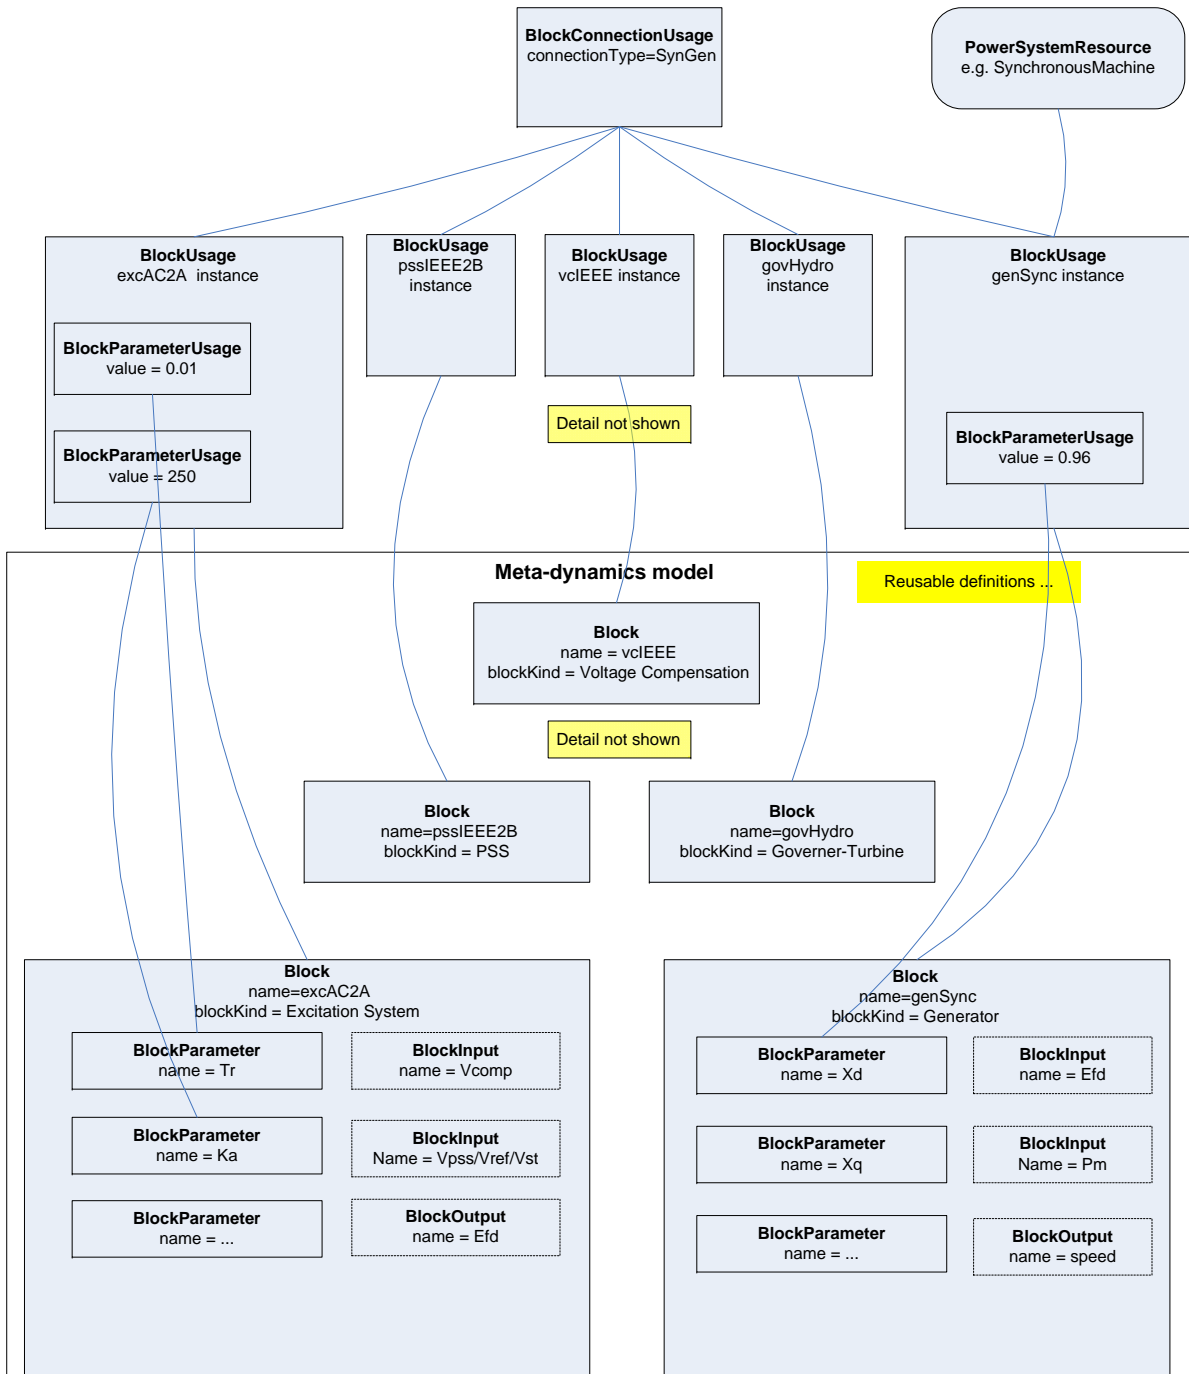 BlockConnectionUsage
connectionType=SynGen
PowerSystemResource
e.g. SynchronousMachine
BlockUsage
excAC2A instance
BlockUsage
pssIEEE2B
instance
BlockUsage
vcIEEE instance
BlockUsage
govHydro
instance
BlockUsage
genSync instance
BlockParameterUsage
value = 0.01
BlockParameterUsage
value = 250
Detail not shown
BlockParameterUsage
value = 0.96
Meta-dynamics model
Reusable definitions ...
Block
name = vcIEEE
blockKind = Voltage Compensation
Detail not shown
Block
name=pssIEEE2B
blockKind = PSS
Block
name=govHydro
blockKind = Governer-Turbine
Block
name=excAC2A
blockKind = Excitation System
BlockParameter
name = Tr
BlockInput
name = Vcomp
BlockParameter
name = Ka
BlockInput
Name = Vpss/Vref/Vst
BlockParameter
name = ...
BlockOutput
name = Efd
Block
name=genSync
blockKind = Generator
BlockParameter
name = Xd
BlockInput
name = Efd
BlockParameter
name = Xq
BlockInput
Name = Pm
BlockParameter
name = ...
BlockOutput
name = speed